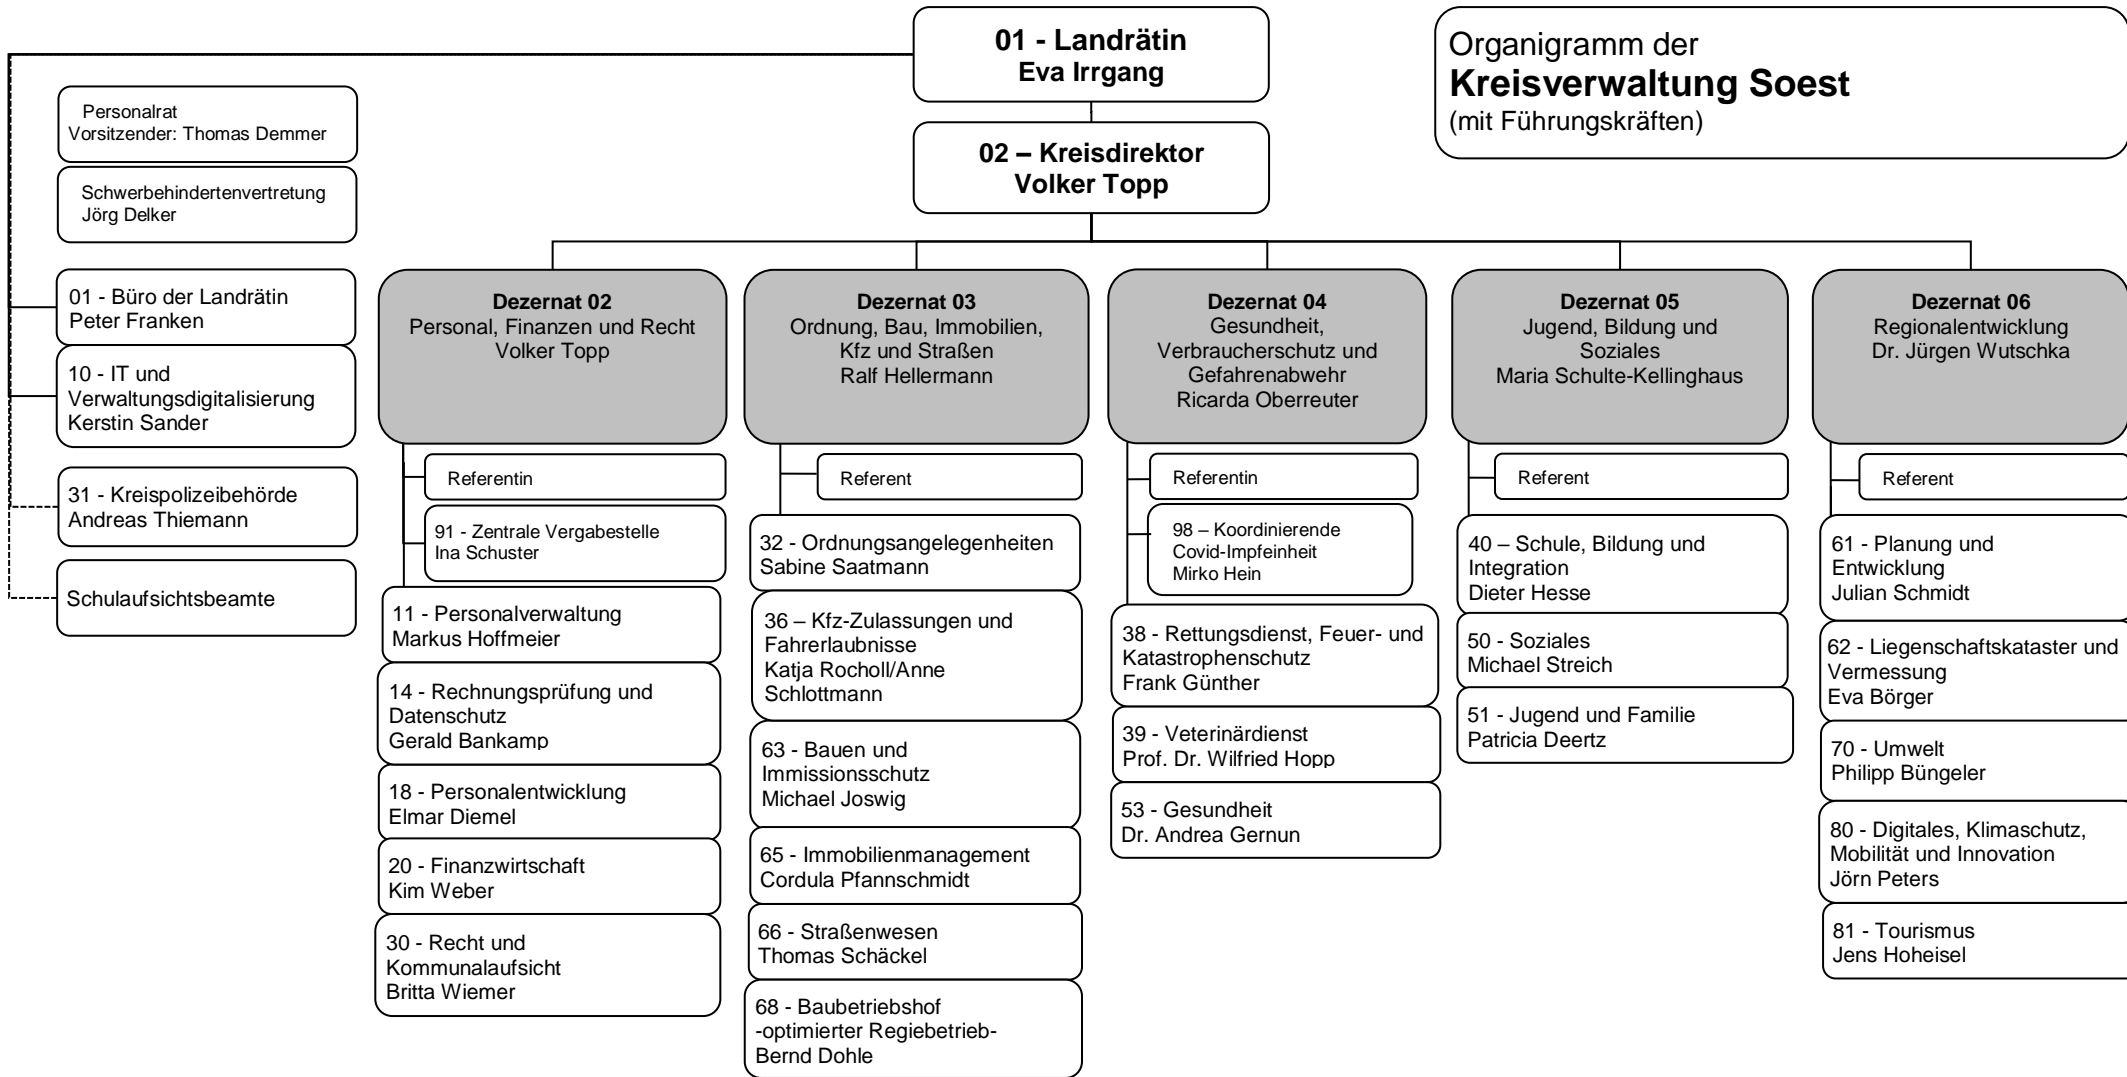 01 - Landrätin
Eva Irrgang
Organigramm der
Kreisverwaltung Soest
(mit Führungskräften)
02 – Kreisdirektor
Volker Topp
Personalrat
Vorsitzender: Thomas Demmer
Schwerbehindertenvertretung
Jörg Delker
01 - Büro der Landrätin
Peter Franken
10 - IT und
Verwaltungsdigitalisierung
Kerstin Sander
31 - Kreispolizeibehörde
Andreas Thiemann
Schulaufsichtsbeamte
Dezernat 02
Personal, Finanzen und Recht
Volker Topp
Referentin
91 - Zentrale Vergabestelle
Ina Schuster
11 - Personalverwaltung
Markus Hoffmeier
14 - Rechnungsprüfung und
Datenschutz
Gerald Bankamp
18 - Personalentwicklung
Elmar Diemel
20 - Finanzwirtschaft
Kim Weber
30 - Recht und
Kommunalaufsicht
Britta Wiemer
Dezernat 03
Ordnung, Bau, Immobilien,
Kfz und Straßen
Ralf Hellermann
Referent
32 - Ordnungsangelegenheiten
Sabine Saatmann
36 – Kfz-Zulassungen und
Fahrerlaubnisse
Katja Rocholl/Anne
Schlottmann
63 - Bauen und
Immissionsschutz
Michael Joswig
65 - Immobilienmanagement
Cordula Pfannschmidt
66 - Straßenwesen
Thomas Schäckel
68 - Baubetriebshof
-optimierter Regiebetrieb-
Bernd Dohle
Dezernat 04
Gesundheit,
Verbraucherschutz und
Gefahrenabwehr
Ricarda Oberreuter
Referentin
98 – Koordinierende
Covid-Impfeinheit
Mirko Hein
38 - Rettungsdienst, Feuer- und
Katastrophenschutz
Frank Günther
39 - Veterinärdienst
Prof. Dr. Wilfried Hopp
53 - Gesundheit
Dr. Andrea Gernun
Dezernat 05
Jugend, Bildung und
Soziales
Maria Schulte-Kellinghaus
Referent
40 – Schule, Bildung und
Integration
Dieter Hesse
50 - Soziales
Michael Streich
51 - Jugend und Familie
Patricia Deertz
Dezernat 06
Regionalentwicklung
Dr. Jürgen Wutschka
Referent
61 - Planung und
Entwicklung
Julian Schmidt
62 - Liegenschaftskataster und
Vermessung
Eva Börger
70 - Umwelt
Philipp Büngeler
80 - Digitales, Klimaschutz,
Mobilität und Innovation
Jörn Peters
81 - Tourismus
Jens Hoheisel